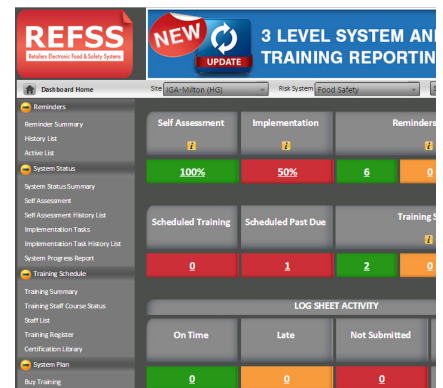 REFSS
Retailers Electronic Food & Safety Systems
NEW
UPDATE
3 LEVEL SYSTEM AN
TRAINING REPORTIN
Dashboard Home
Site IGA-Milton (HG)
Risk System Food Safety
Reminders
Reminder Summary
History List
Active List
System Status
System Status Summary
Self Assessment
Self Assessment History List
Implementation Tasks
Implementation Task History List
System Progress Report
Training Schedule
Training Summary
Training Staff Course Status
Staff List
Training Register
Certification Library
System Plan
Buy Training
Self Assessment Implementation Reminders
i i i
100% 50% 6 0
Scheduled Training Scheduled Past Due Training S
i
0 1 2 0
LOG SHEET ACTIVITY
On Time Late Not Submitted
0 0 0